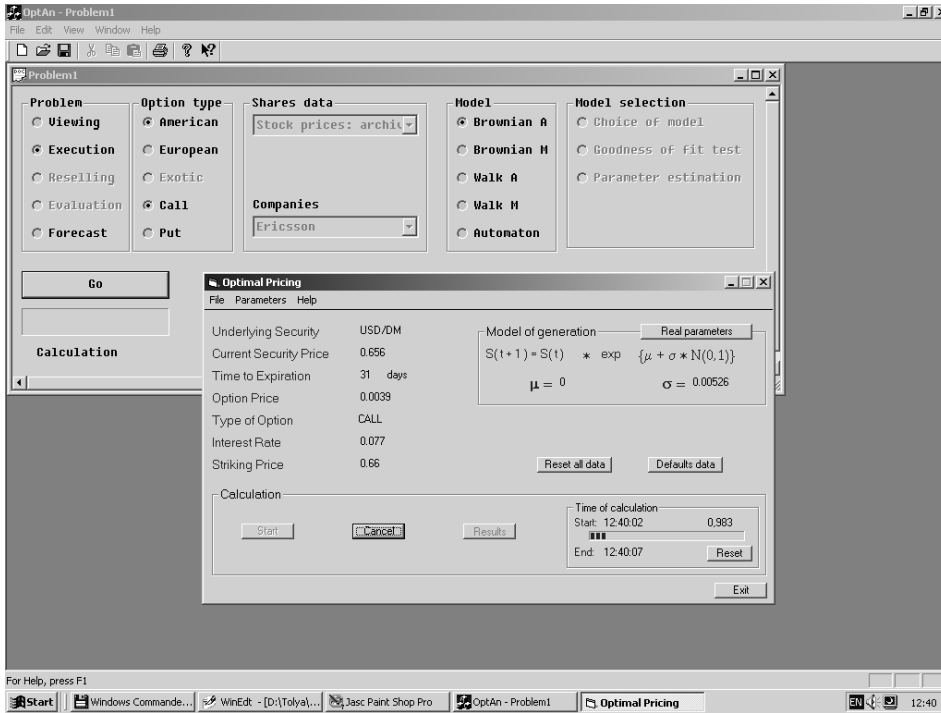 OptAn - Problem1
File Edit View Window Help
Problem1
Problem
Viewing
Execution
Reselling
Evaluation
Forecast
Option type
American
European
Exotic
Call
Put
Shares data
Stock prices: archiv
Companies
Ericsson
Model
Brownian A
Brownian M
Walk A
Walk M
Automaton
Model selection
Choice of model
Goodness of fit test
Parameter estimation
Go
Calculation
Optimal Pricing
File Parameters Help
Underlying Security USD/DM
Current Security Price 0.656
Time to Expiration 31 days
Option Price 0.0039
Type of Option CALL
Interest Rate 0.077
Striking Price 0.66
Model of generation Real parameters
S(t+1) = S(t) * exp {μ + σ * N(0,1)}
μ = 0 σ = 0.00526
Reset all data Defaults data
Calculation
Start Cancel Results
Time of calculation
Start: 12:40:02 0,983
End: 12:40:07 Reset
Exit
For Help, press F1
Start Windows Commande... WinEdt - [D:\Tolya\... Jasc Paint Shop Pro OptAn - Problem1 Optimal Pricing EN 12:40